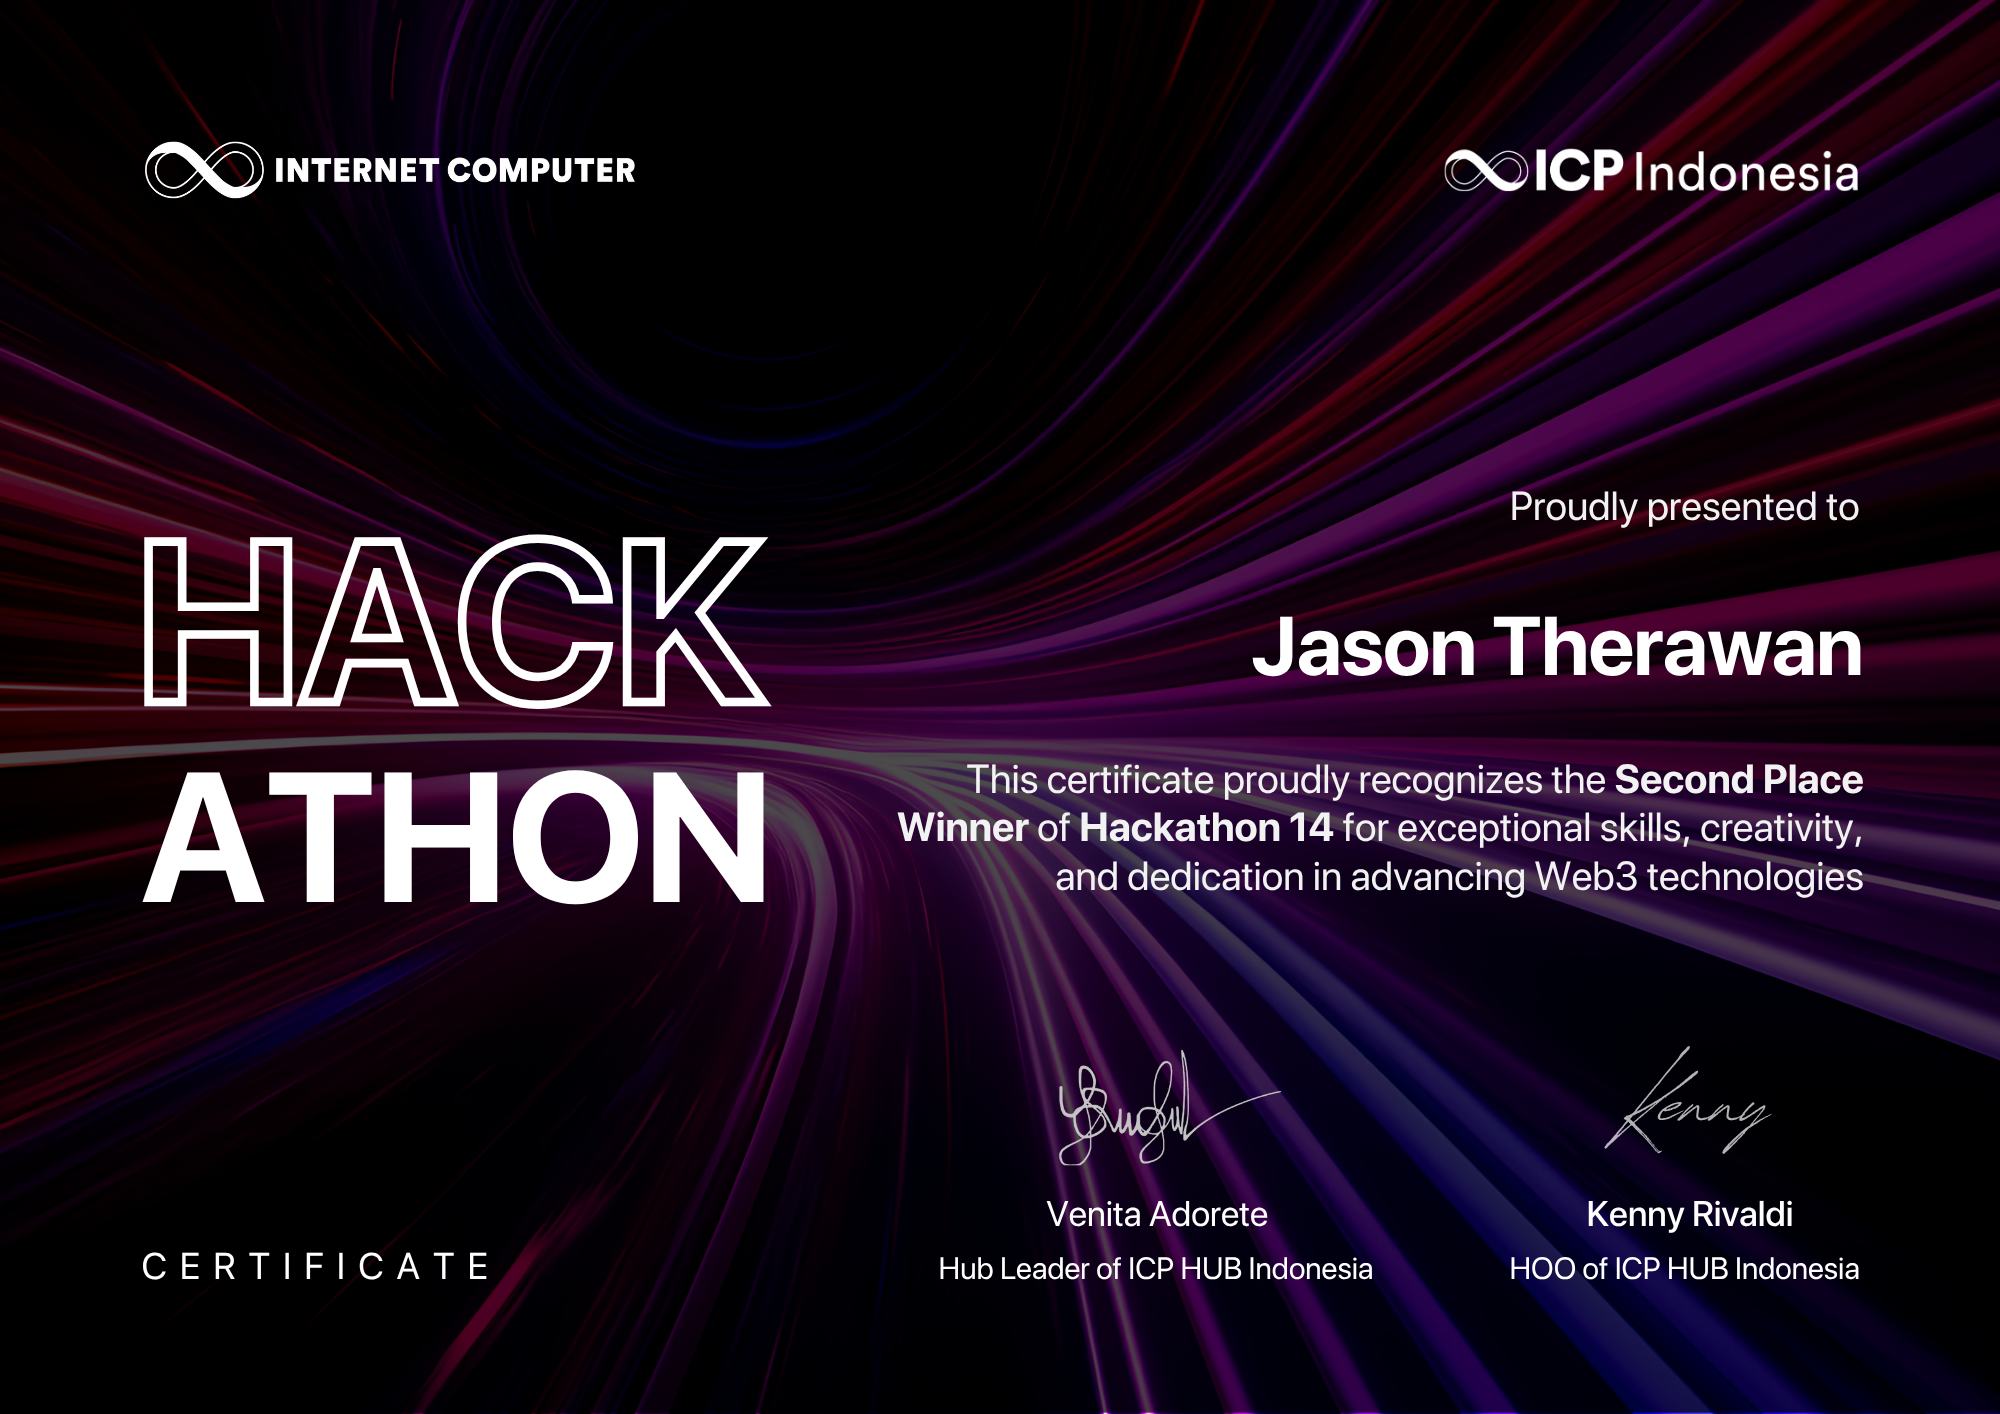 INTERNET COMPUTER
ICP Indonesia
HACK
ATHON
Proudly presented to
Jason Therawan
This certificate proudly recognizes the Second Place
Winner of Hackathon 14 for exceptional skills, creativity,
and dedication in advancing Web3 technologies
Kenny
Venita Adorete
Hub Leader of ICP HUB Indonesia
Kenny Rivaldi
HOO of ICP HUB Indonesia
CERTIFICATE